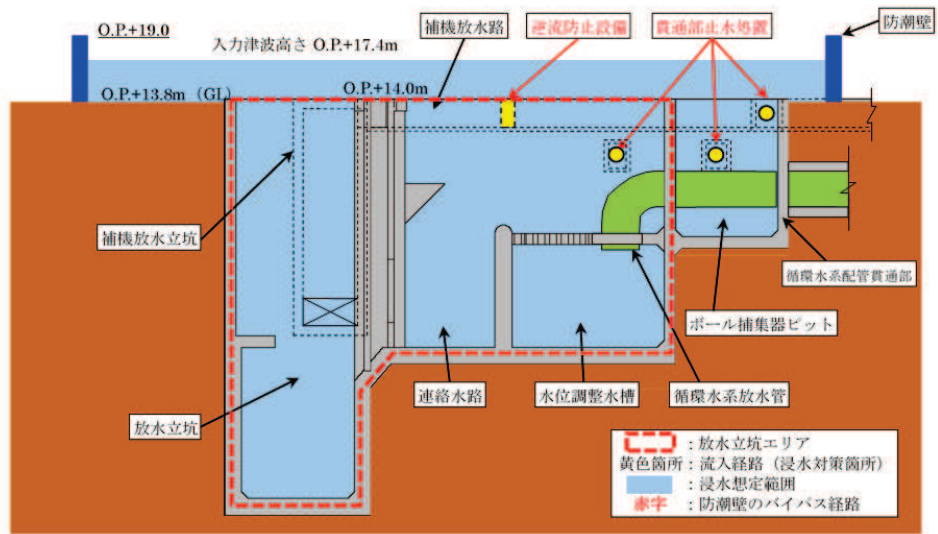 O.P.+19.0
入力津波高さ O.P.+17.4m
補機放水路
逆流防止設備
貫通部止水処置
防潮壁
O.P.+13.8m (GL)
O.P.+14.0m
補機放水立坑
循環水系配管貫通部
ボール捕集器ピット
放水立坑
連絡水路
水位調整水槽
循環水系放水管
：放水立坑エリア
黄色箇所：流入経路（浸水対策箇所）
：浸水想定範囲
赤字：防潮壁のバイパス経路